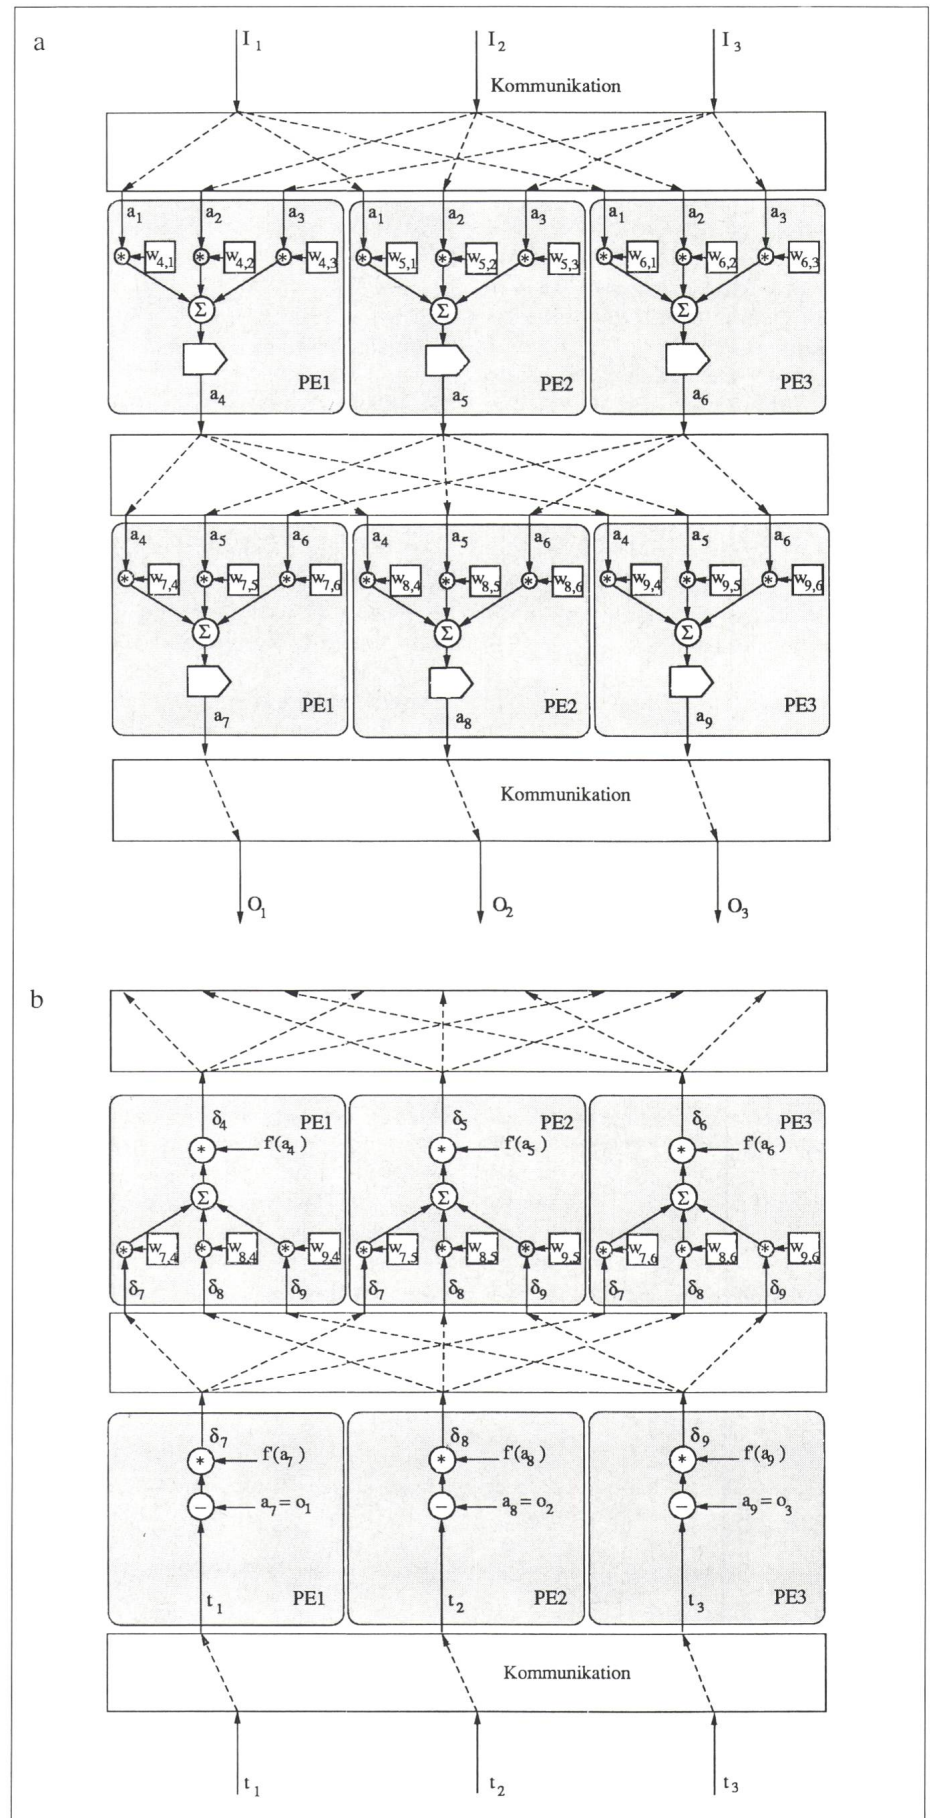 a
I₁ I₂ I₃
Kommunikation
a₁ a₂ a₃ a₁ a₂ a₃ a₁ a₂ a₃
* w₄,₁ * w₄,₂ * w₄,₃ * w₅,₁ * w₅,₂ * w₅,₃ * w₆,₁ * w₆,₂ * w₆,₃
Σ Σ Σ
PE1 PE2 PE3
a₄ a₅ a₆
a₄ a₅ a₆ a₄ a₅ a₆ a₄ a₅ a₆
* w₇,₄ * w₇,₅ * w₇,₆ * w₈,₄ * w₈,₅ * w₈,₆ * w₉,₄ * w₉,₅ * w₉,₆
Σ Σ Σ
PE1 PE2 PE3
a₇ a₈ a₉
Kommunikation
O₁ O₂ O₃
b
δ₄ PE1 δ₅ PE2 δ₆ PE3
* f'(a₄) * f'(a₅) * f'(a₆)
Σ Σ Σ
* w₇,₄ * w₈,₄ * w₉,₄ * w₇,₅ * w₈,₅ * w₉,₅ * w₇,₆ * w₈,₆ * w₉,₆
δ₇ δ₈ δ₉ δ₇ δ₈ δ₉ δ₇ δ₈ δ₉
δ₇ δ₈ δ₉
* f'(a₇) * f'(a₈) * f'(a₉)
− a₇ = o₁ − a₈ = o₂ − a₉ = o₃
t₁ PE1 t₂ PE2 t₃ PE3
Kommunikation
t₁ t₂ t₃